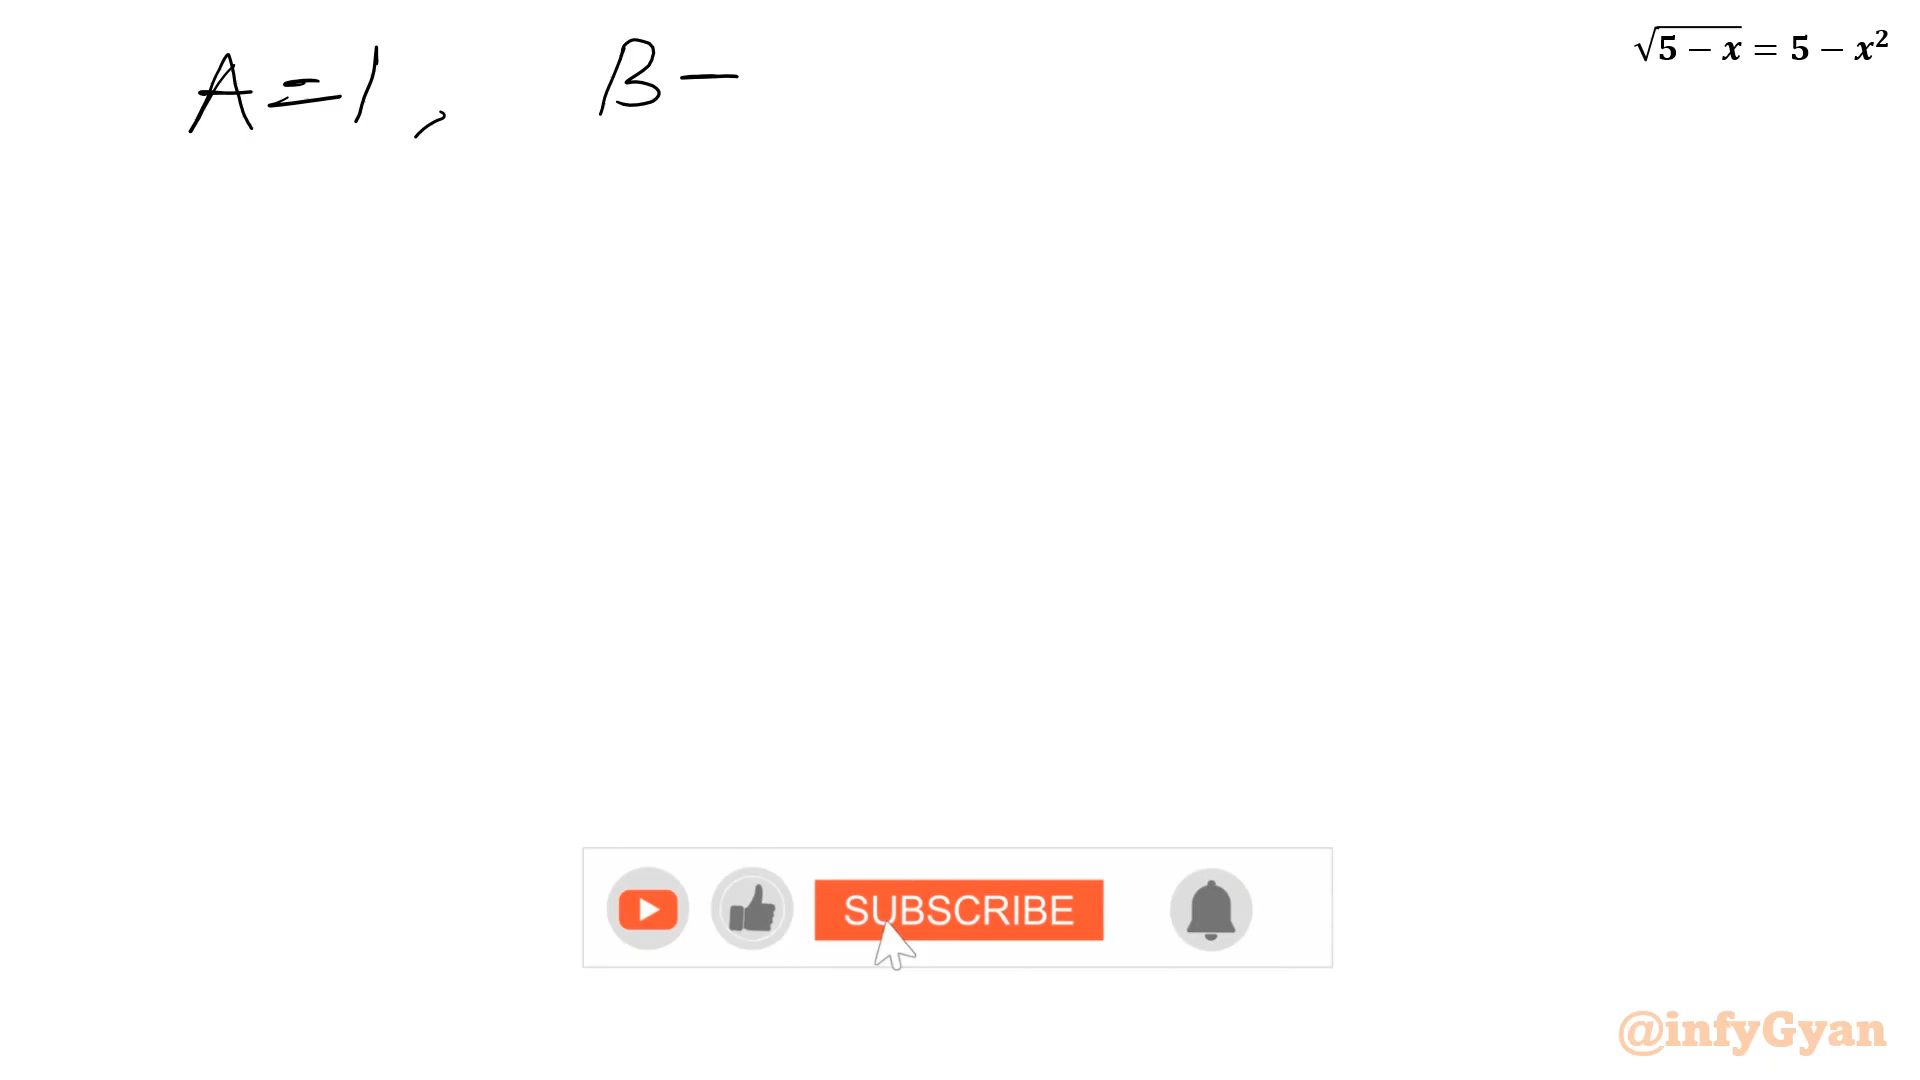 A = 1 , B -
√5 − x = 5 − x²
SUBSCRIBE
@infyGyan